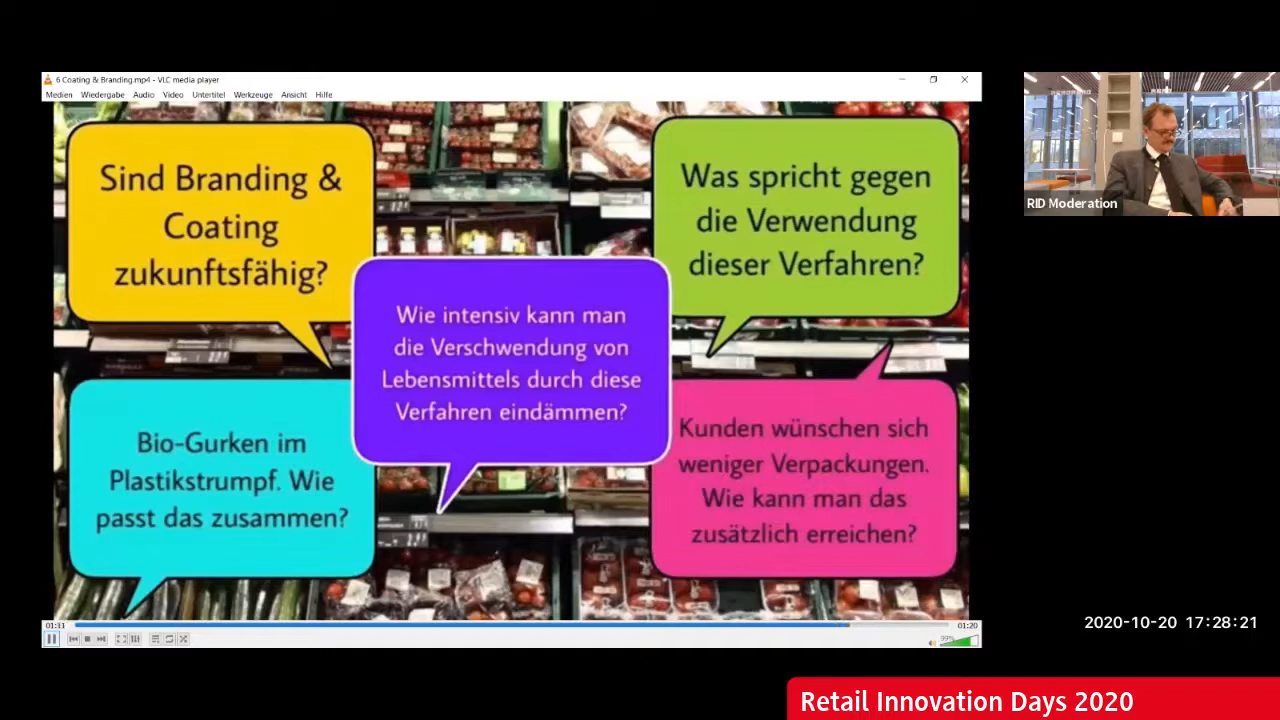 6 Coating & Branding.mp4 - VLC media player
Medien Wiedergabe Audio Video Untertitel Werkzeuge Ansicht Hilfe
Sind Branding &
Coating
zukunftsfähig?
Was spricht gegen
die Verwendung
dieser Verfahren?
Wie intensiv kann man
die Verschwendung von
Lebensmittels durch diese
Verfahren eindämmen?
Bio-Gurken im
Plastikstrumpf. Wie
passt das zusammen?
Kunden wünschen sich
weniger Verpackungen.
Wie kann man das
zusätzlich erreichen?
01:11
01:20
99%
RID Moderation
2020-10-20 17:28:21
Retail Innovation Days 2020